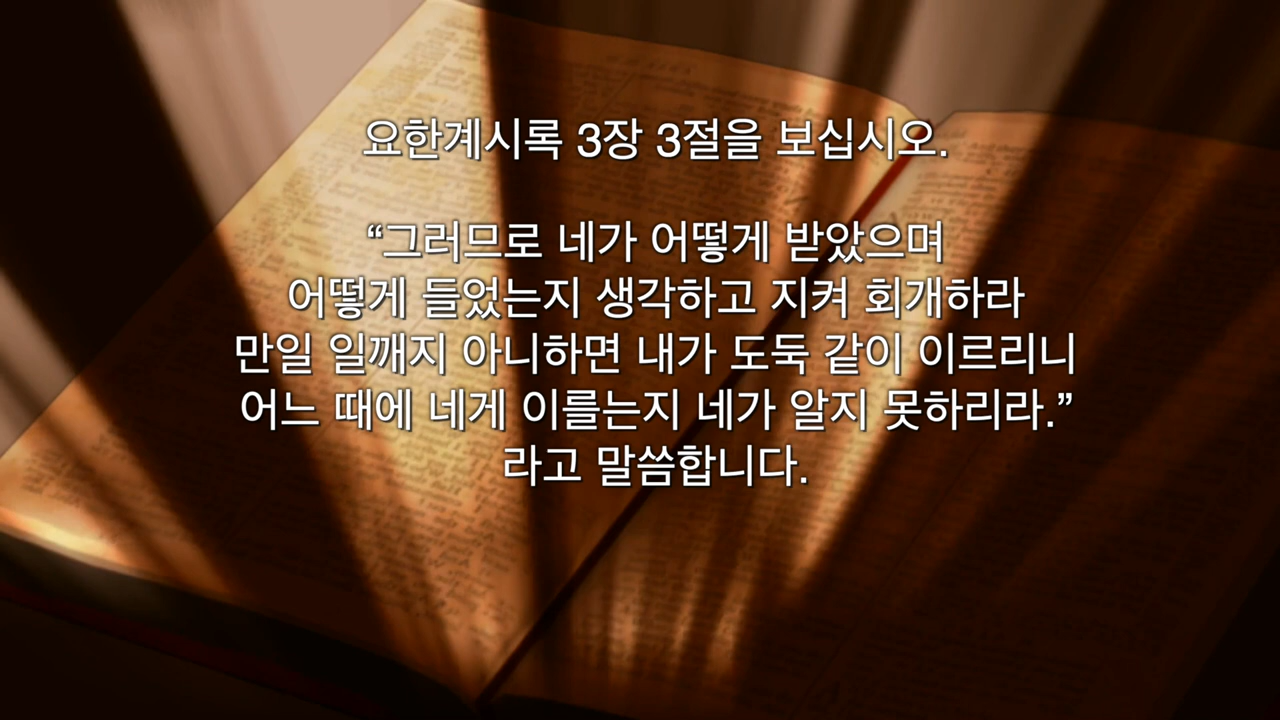 요한계시록 3장 3절을 보십시오.
“그러므로 네가 어떻게 받았으며
어떻게 들었는지 생각하고 지켜 회개하라
만일 일깨지 아니하면 내가 도둑 같이 이르리니
어느 때에 네게 이를는지 네가 알지 못하리라.”
라고 말씀합니다.